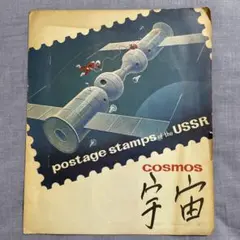 postage stamps of the USSR
cosmos
宇宙